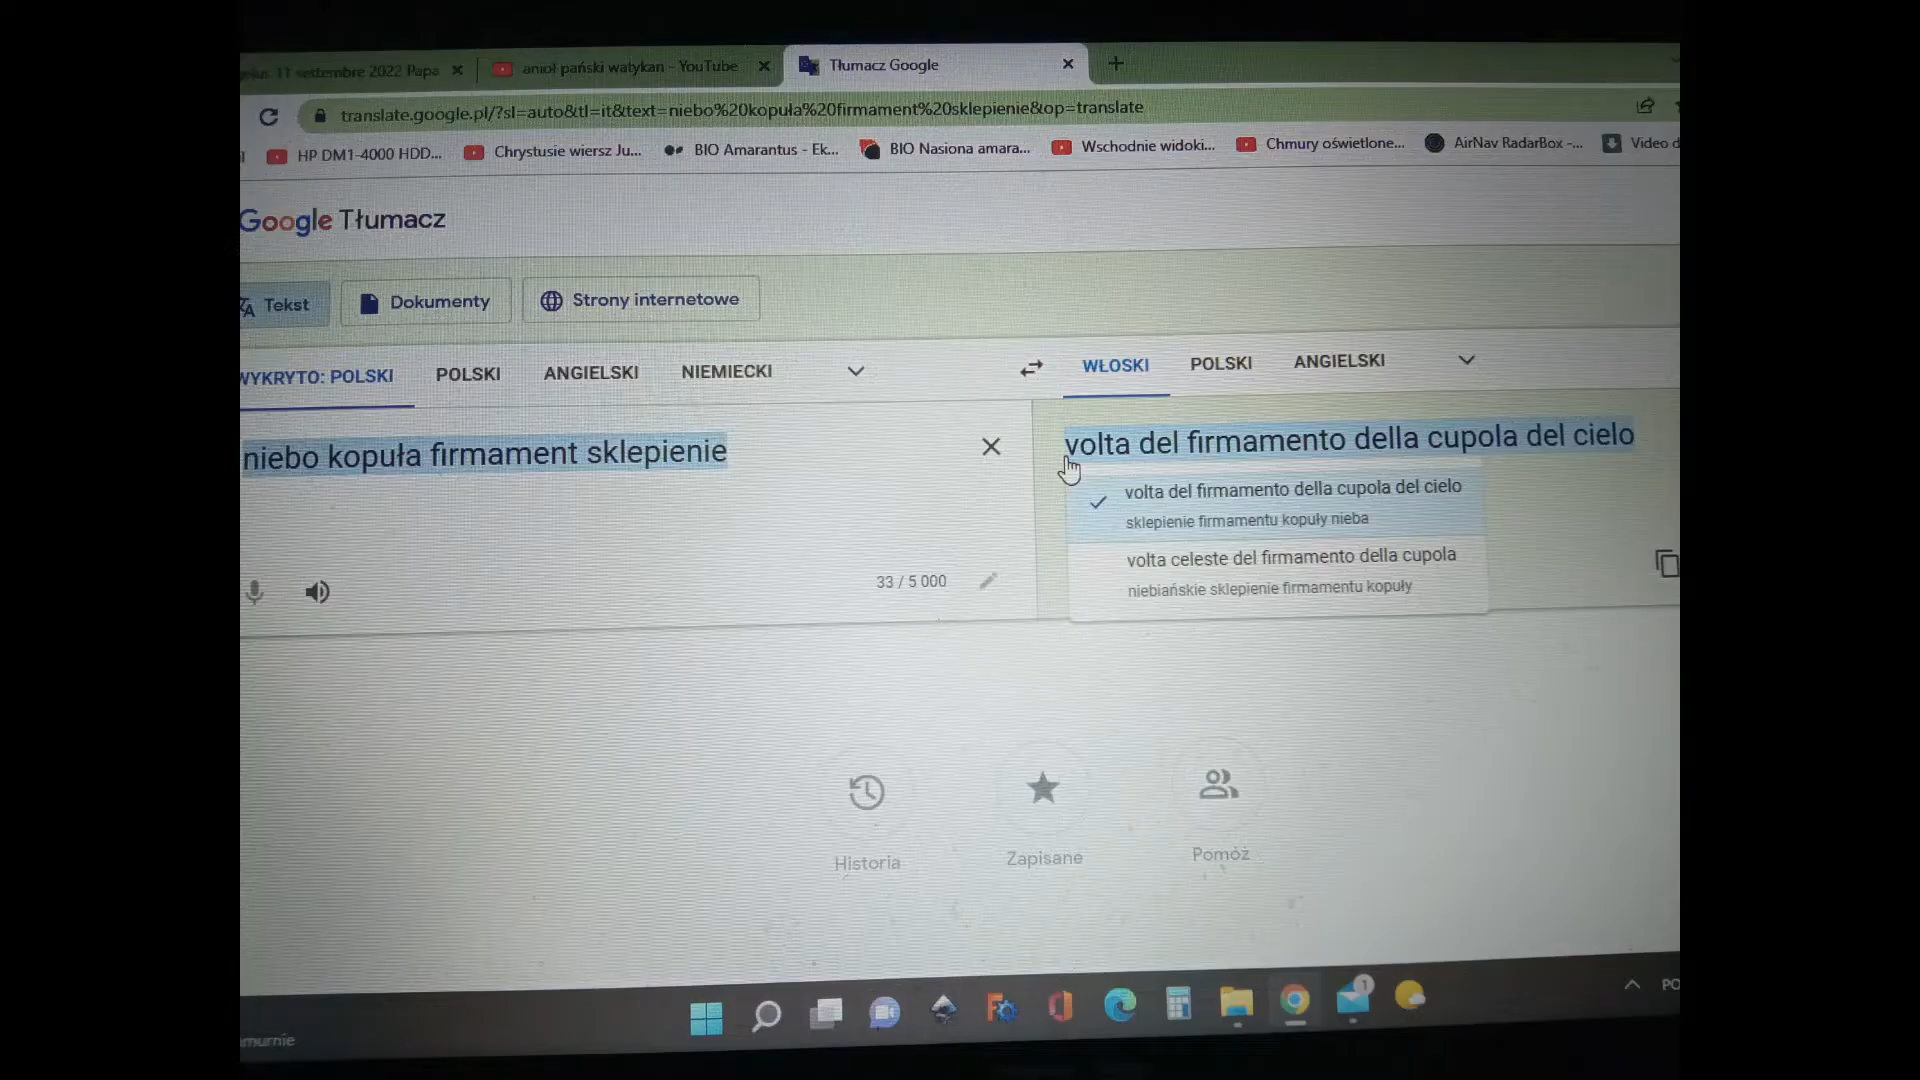 11 settembre 2022 Papa
anioł pański watykan - YouTube
Tłumacz Google
translate.google.pl/?sl=auto&tl=it&text=niebo%20kopuła%20firmament%20sklepienie&op=translate
HP DM1-4000 HDD... Chrystusie wiersz Ju... BIO Amarantus - Ek... BIO Nasiona amara... Wschodnie widoki... Chmury oświetlone... AirNav RadarBox -... Video d
Google Tłumacz
Tekst Dokumenty Strony internetowe
WYKRYTO: POLSKI POLSKI ANGIELSKI NIEMIECKI WŁOSKI POLSKI ANGIELSKI
niebo kopuła firmament sklepienie
volta del firmamento della cupola del cielo
volta del firmamento della cupola del cielo
sklepienie firmamentu kopuły nieba
volta celeste del firmamento della cupola
niebiańskie sklepienie firmamentu kopuły
33 / 5 000
Historia Zapisane Pomóż
1
PO